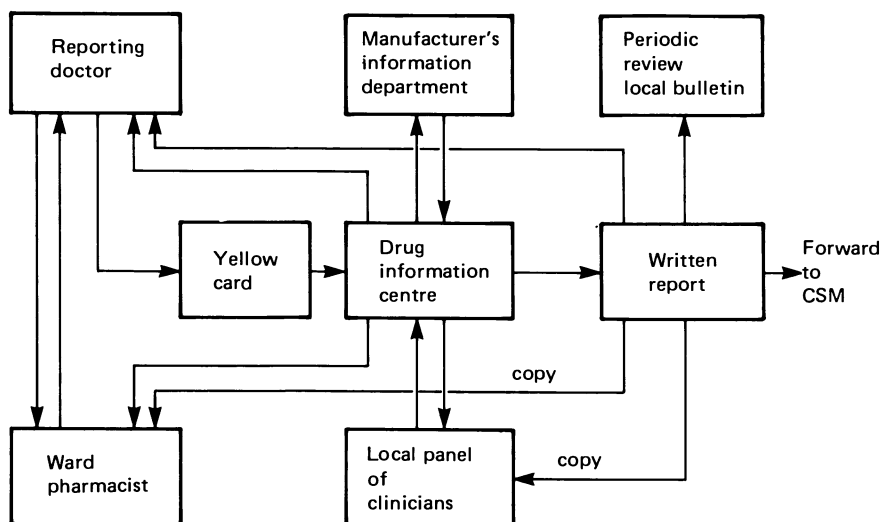 Reporting
doctor
Manufacturer's
information
department
Periodic
review
local bulletin
Yellow
card
Drug
information
centre
Written
report
Forward
to
CSM
copy
Ward
pharmacist
Local panel
of
clinicians
copy